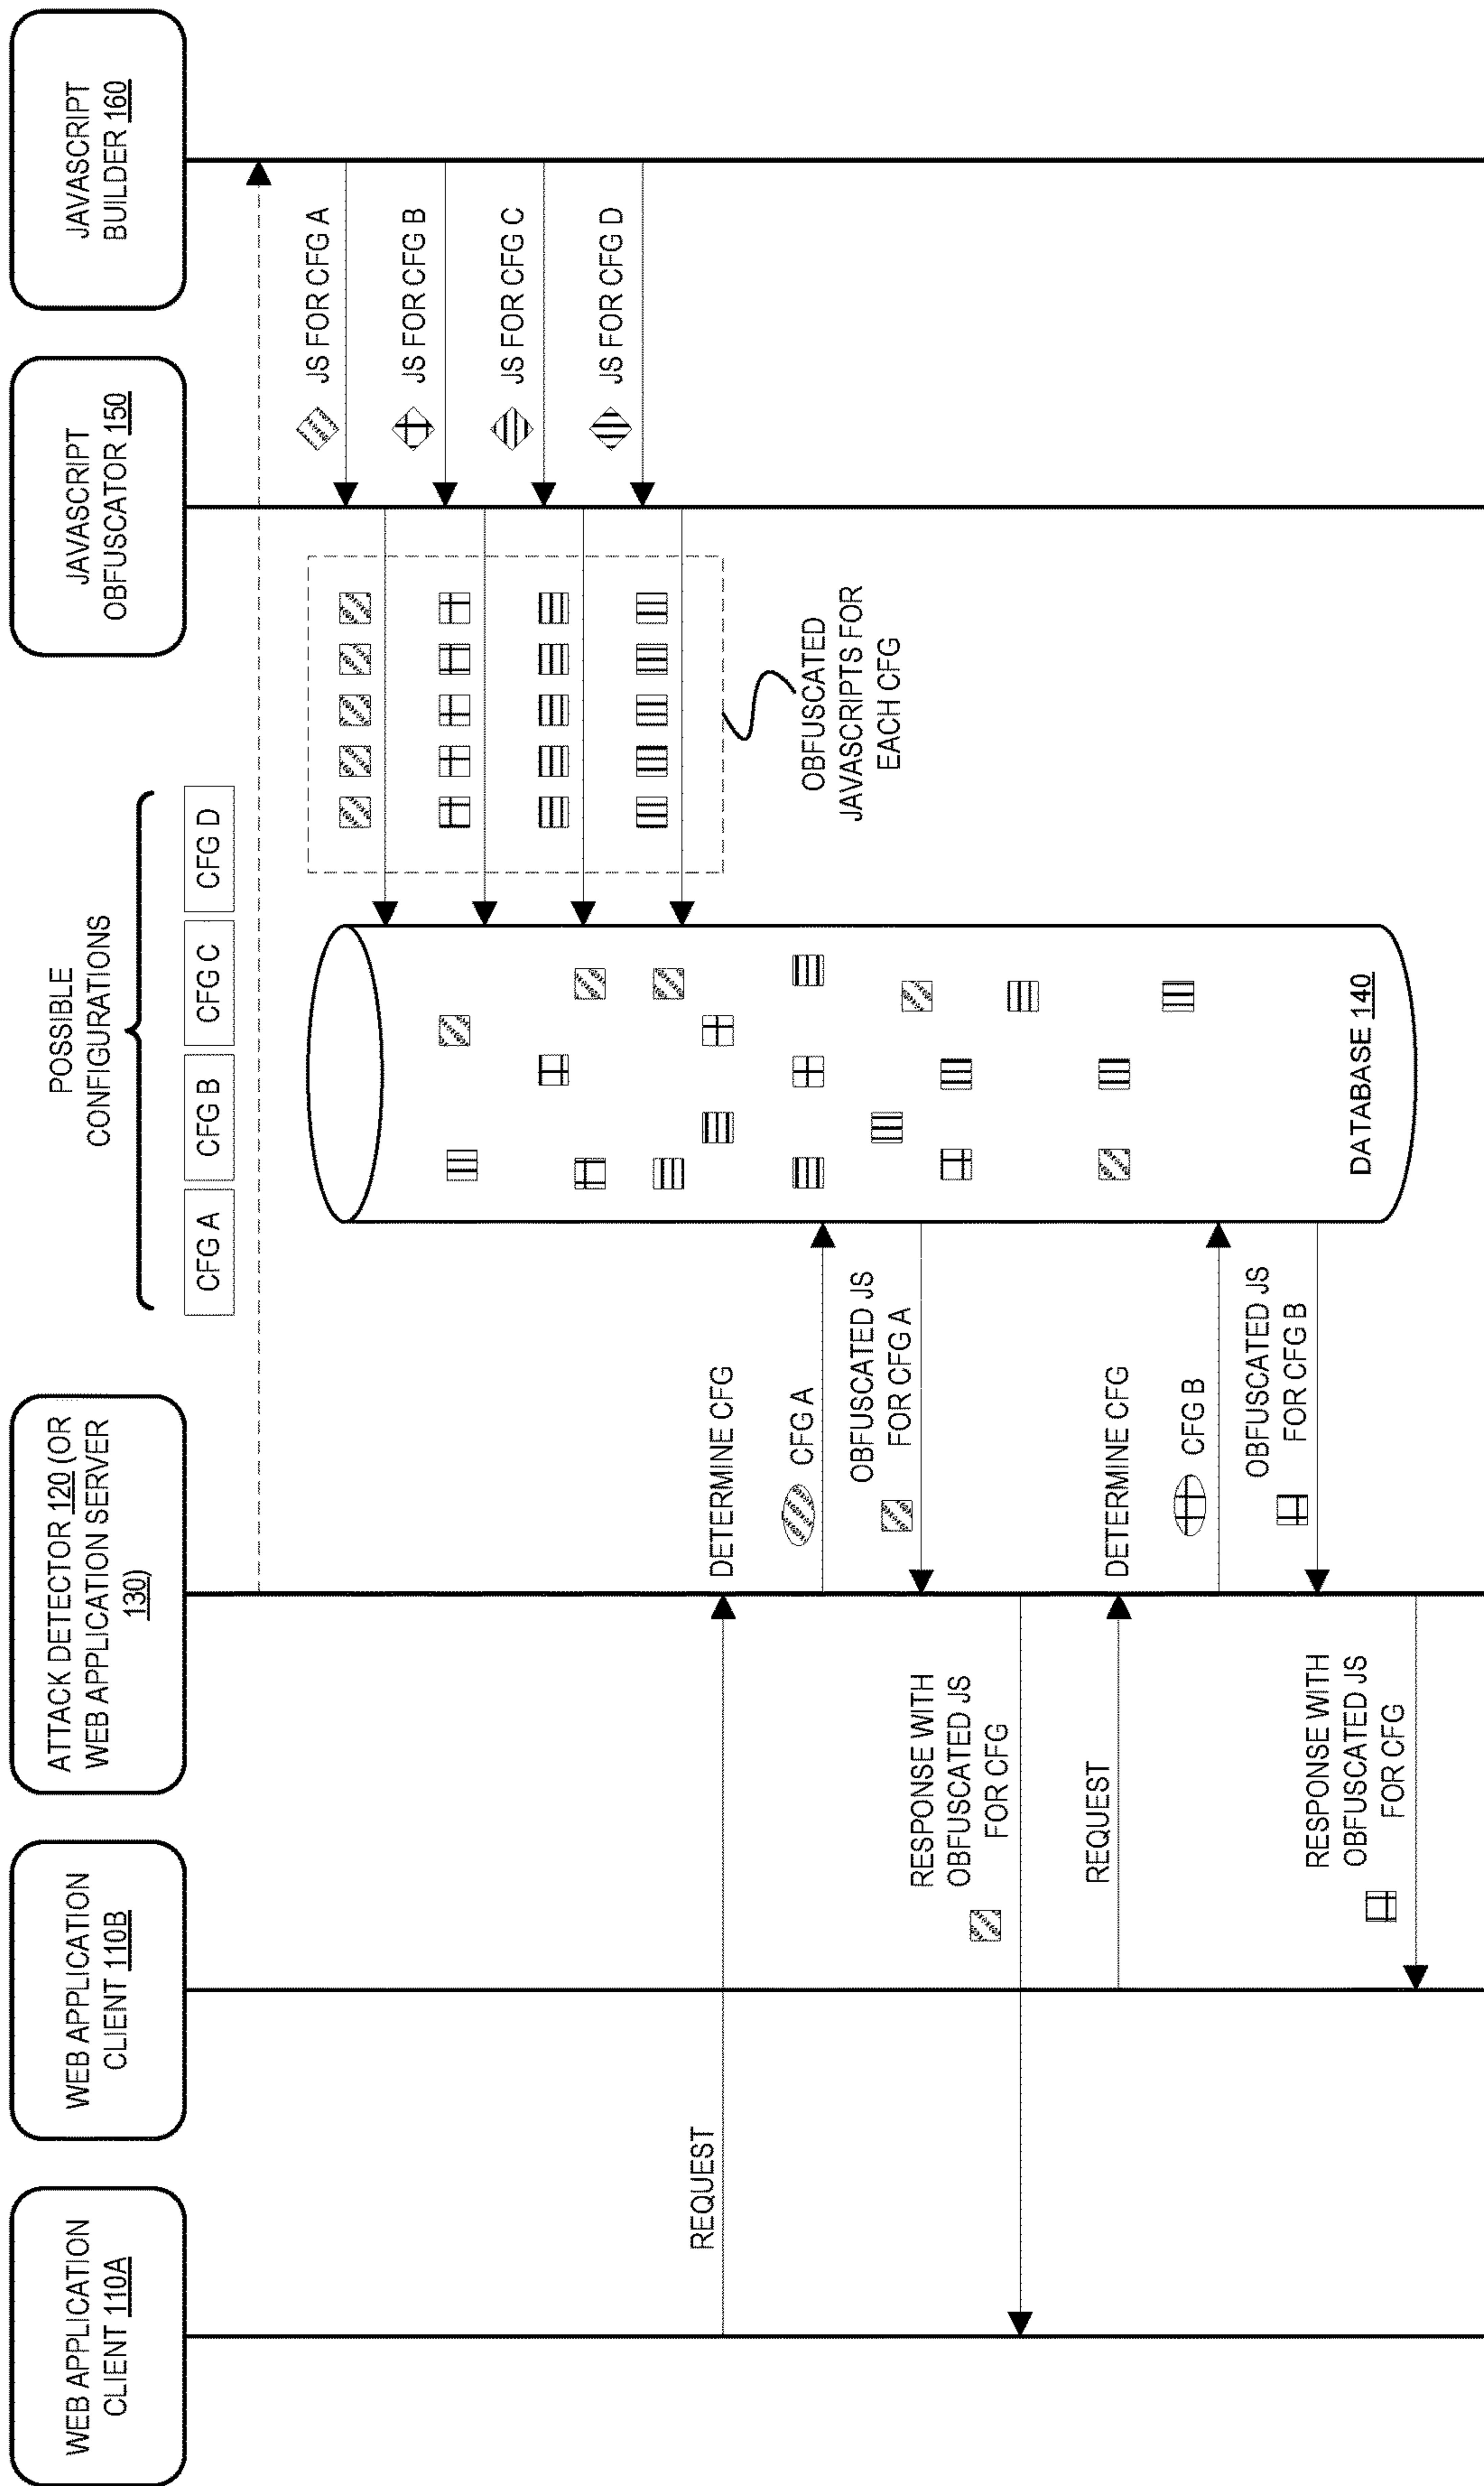 WEB APPLICATION
CLIENT 110A
WEB APPLICATION
CLIENT 110B
ATTACK DETECTOR 120 (OR
WEB APPLICATION SERVER
130)
JAVASCRIPT
OBFUSCATOR 150
JAVASCRIPT
BUILDER 160
POSSIBLE
CONFIGURATIONS
CFG A
CFG B
CFG C
CFG D
JS FOR CFG A
JS FOR CFG B
JS FOR CFG C
JS FOR CFG D
OBFUSCATED
JAVASCRIPTS FOR
EACH CFG
REQUEST
DETERMINE CFG
CFG A
OBFUSCATED JS
FOR CFG A
RESPONSE WITH
OBFUSCATED JS
FOR CFG
REQUEST
DETERMINE CFG
CFG B
OBFUSCATED JS
FOR CFG B
RESPONSE WITH
OBFUSCATED JS
FOR CFG
DATABASE 140